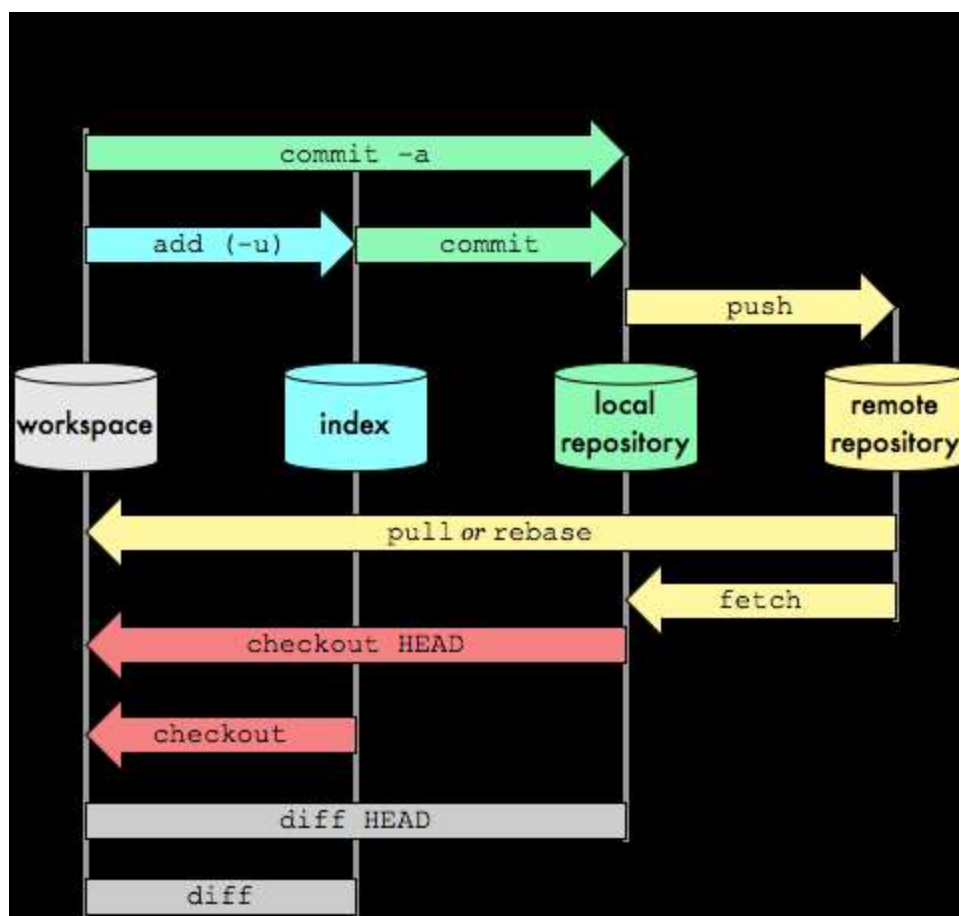 commit -a
add (-u)
commit
push
workspace
index
local
repository
remote
repository
pull or rebase
fetch
checkout HEAD
checkout
diff HEAD
diff